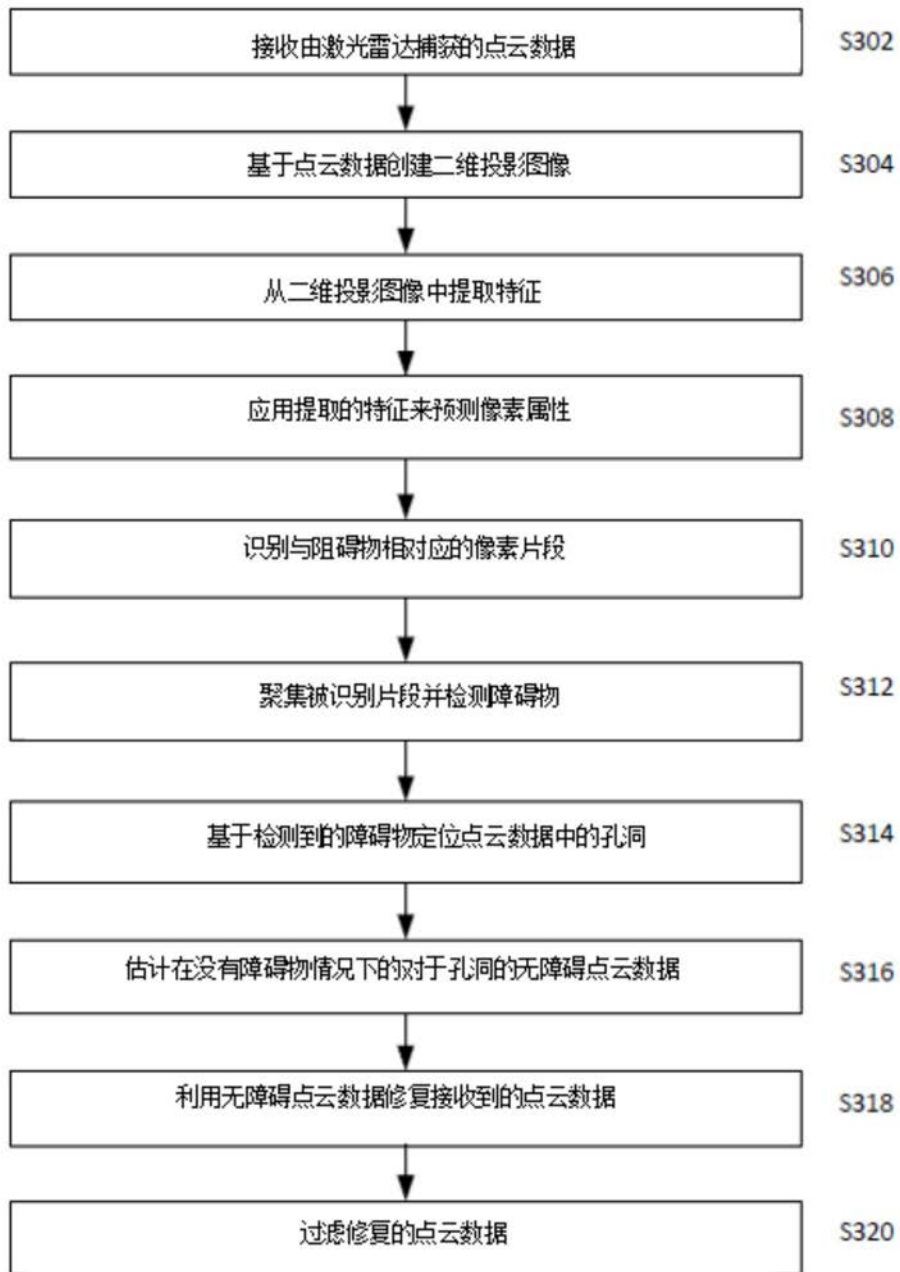 接收由激光雷达捕获的点云数据 S302
基于点云数据创建二维投影图像 S304
从二维投影图像中提取特征 S306
应用提取的特征来预测像素属性 S308
识别与阻碍物相对应的像素片段 S310
聚集被识别片段并检测障碍物 S312
基于检测到的障碍物定位点云数据中的孔洞 S314
估计在没有障碍物情况下的对于孔洞的无障碍点云数据 S316
利用无障碍点云数据修复接收到的点云数据 S318
过滤修复的点云数据 S320